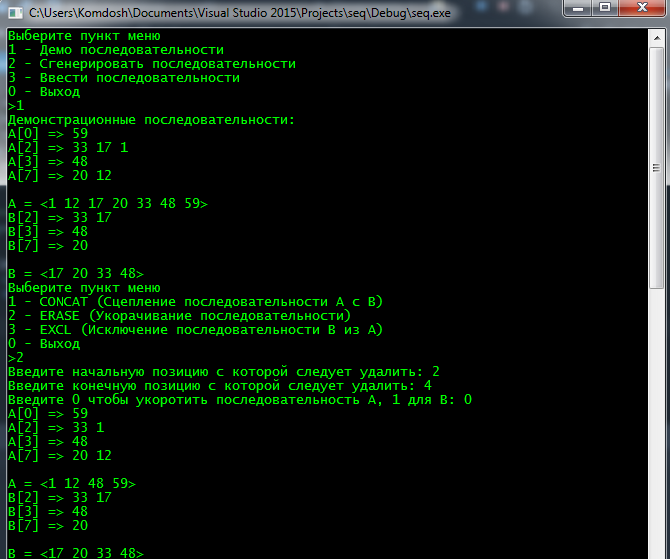 C:\Users\Komdosh\Documents\Visual Studio 2015\Projects\seq\Debug\seq.exe
Выберите пункт меню
1 - Демо последовательности
2 - Сгенерировать последовательности
3 - Ввести последовательности
0 - Выход
>1
Демонстрационные последовательности:
A[0] => 59
A[2] => 33 17 1
A[3] => 48
A[7] => 20 12
A = <1 12 17 20 33 48 59>
B[2] => 33 17
B[3] => 48
B[7] => 20
B = <17 20 33 48>
Выберите пункт меню
1 - CONCAT (Сцепление последовательности А с В)
2 - ERASE (Укорачивание последовательности)
3 - EXCL (Исключение последовательности В из А)
0 - Выход
>2
Введите начальную позицию с которой следует удалить: 2
Введите конечную позицию с которой следует удалить: 4
Введите 0 чтобы укоротить последовательность А, 1 для В: 0
A[0] => 59
A[2] => 33 1
A[3] => 48
A[7] => 20 12
A = <1 12 48 59>
B[2] => 33 17
B[3] => 48
B[7] => 20
B = <17 20 33 48>